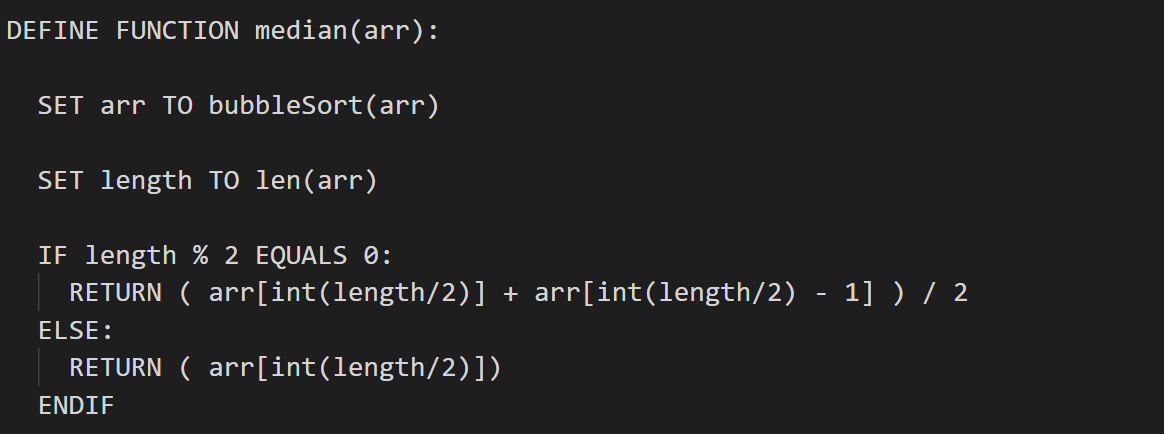 DEFINE FUNCTION median(arr):
SET arr TO bubbleSort(arr)
SET length TO len(arr)
IF length % 2 EQUALS 0:
RETURN ( arr[int(length/2)] + arr[int(length/2) - 1] ) / 2
ELSE:
RETURN ( arr[int(length/2)])
ENDIF